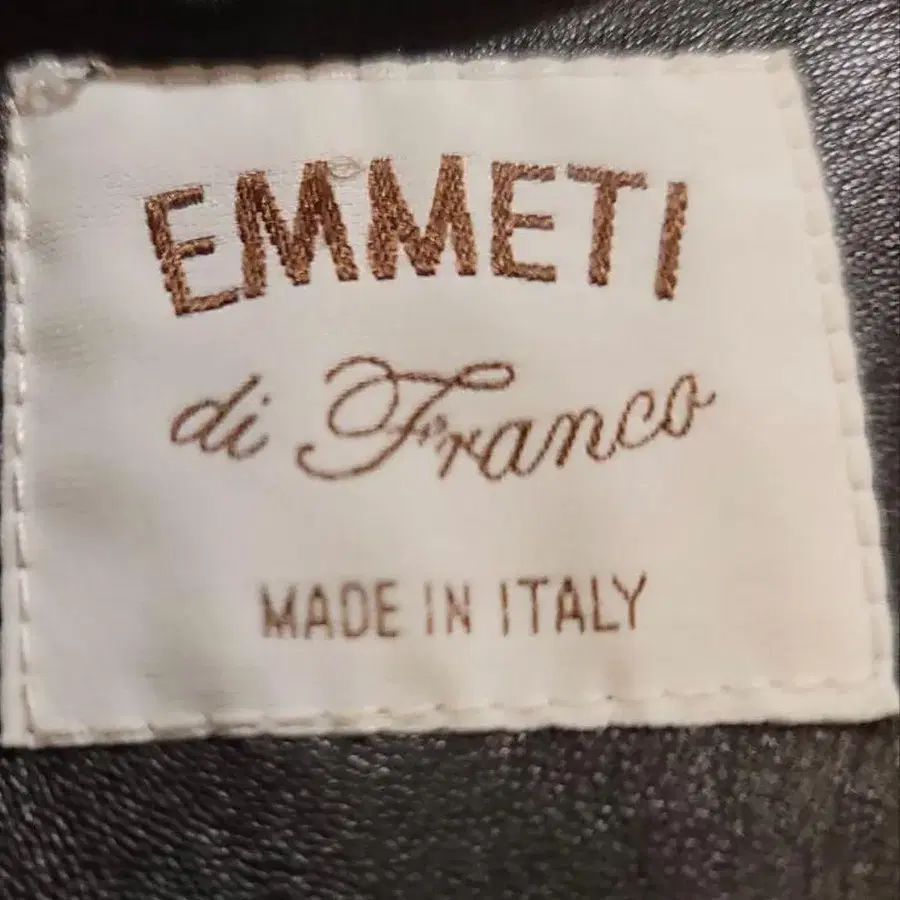 EMMETI
di Franco
MADE IN ITALY